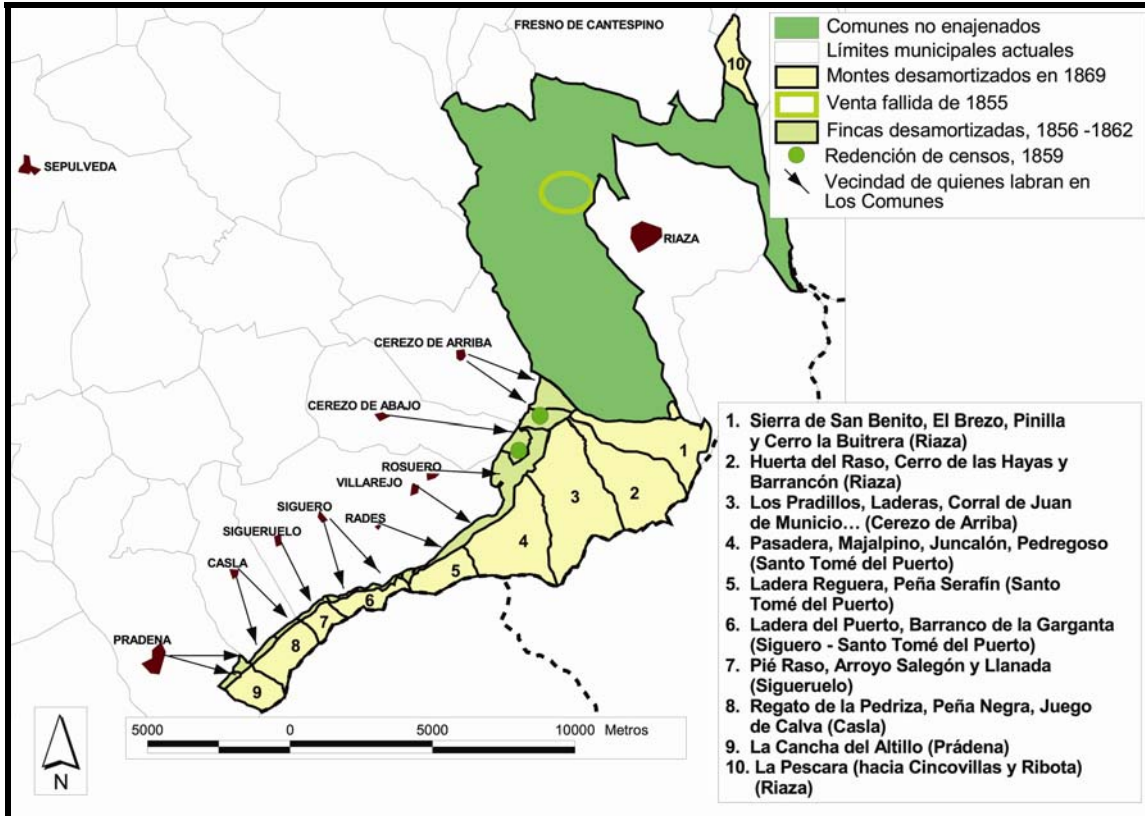 FRESNO DE CANTESPINO
Comunes no enajenados
Límites municipales actuales
Montes desamortizados en 1869
Venta fallida de 1855
Fincas desamortizadas, 1856 -1862
Redención de censos, 1859
Vecindad de quienes labran en
Los Comunes
10
SEPULVEDA
RIAZA
CEREZO DE ARRIBA
CEREZO DE ABAJO
ROSUERO
VILLAREJO
SIGUERO
RADES
SIGUERUELO
CASLA
PRADENA
1
2
3
4
5
6
7
8
9
1. Sierra de San Benito, El Brezo, Pinilla
y Cerro la Buitrera (Riaza)
2. Huerta del Raso, Cerro de las Hayas y
Barrancón (Riaza)
3. Los Pradillos, Laderas, Corral de Juan
de Municio… (Cerezo de Arriba)
4. Pasadera, Majalpino, Juncalón, Pedregoso
(Santo Tomé del Puerto)
5. Ladera Reguera, Peña Serafín (Santo
Tomé del Puerto)
6. Ladera del Puerto, Barranco de la Garganta
(Siguero - Santo Tomé del Puerto)
7. Pié Raso, Arroyo Salegón y Llanada
(Sigueruelo)
8. Regato de la Pedriza, Peña Negra, Juego
de Calva (Casla)
9. La Cancha del Altillo (Prádena)
10. La Pescara (hacia Cincovillas y Ribota)
(Riaza)
5000 0 5000 10000 Metros
N